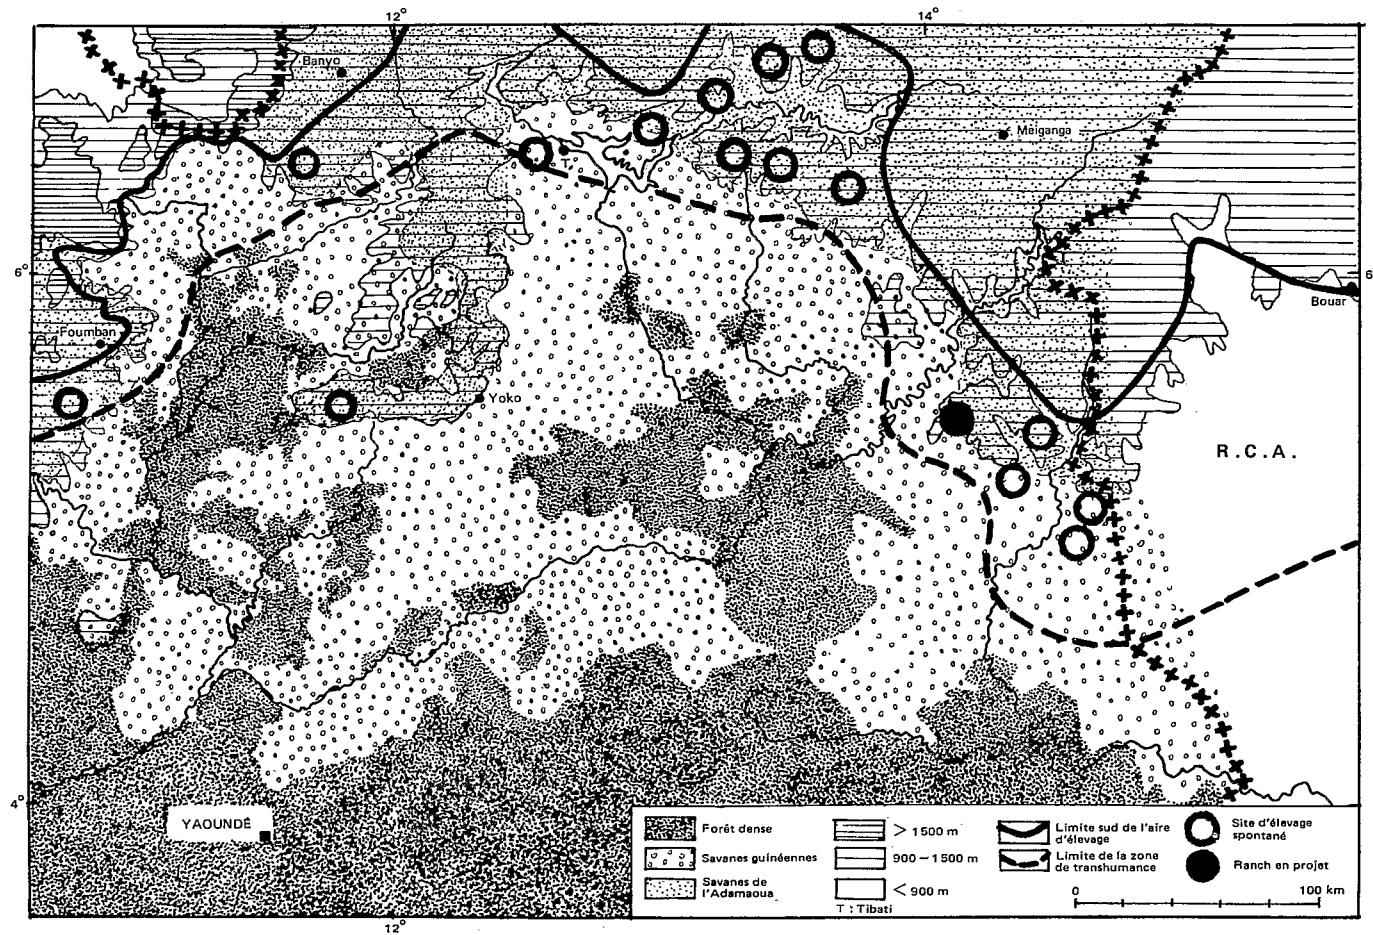 12°
14°
Banyo
Meiganga
T.
6°
6
Bouar
Foumban
Yoko
R.C.A.
4°
YAOUNDÉ
Forêt dense
Savanes guinéennes
Savanes de
l'Adamaoua
> 1500 m
900 – 1500 m
< 900 m
T : Tibati
Limite sud de l'aire
d'élevage
Limite de la zone
de transhumance
Site d'élevage
spontané
Ranch en projet
0 100 km
12°